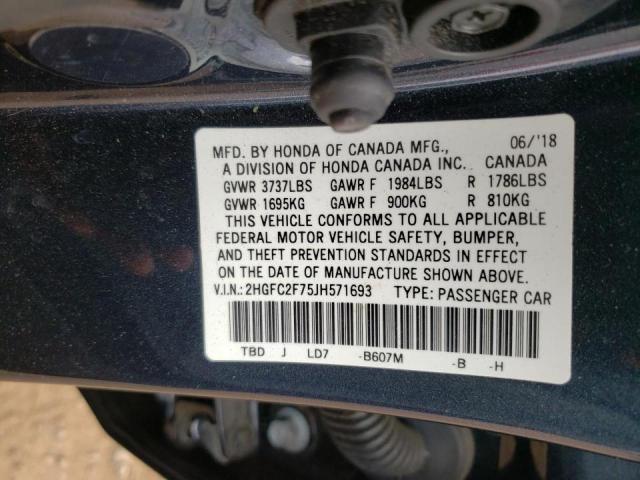 MFD. BY HONDA OF CANADA MFG., 06/'18
A DIVISION OF HONDA CANADA INC. CANADA
GVWR 3737LBS GAWR F 1984LBS R 1786LBS
GVWR 1695KG GAWR F 900KG R 810KG
THIS VEHICLE CONFORMS TO ALL APPLICABLE
FEDERAL MOTOR VEHICLE SAFETY, BUMPER,
AND THEFT PREVENTION STANDARDS IN EFFECT
ON THE DATE OF MANUFACTURE SHOWN ABOVE.
V.I.N.: 2HGFC2F75JH571693 TYPE: PASSENGER CAR
TBD J LD7 -B607M -B -H